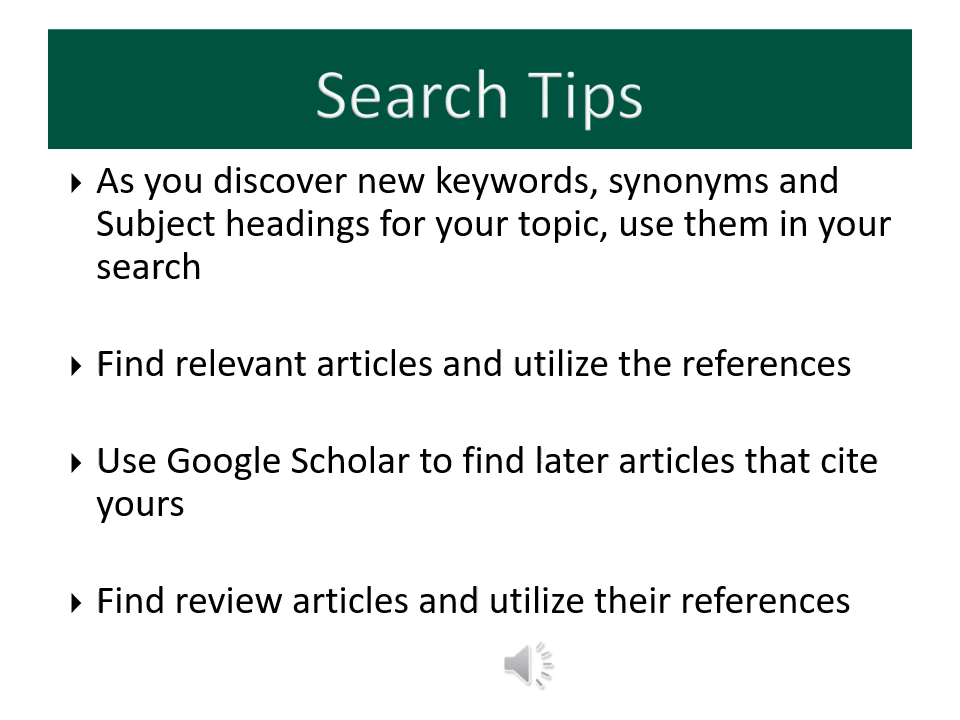 Search Tips
As you discover new keywords, synonyms and
Subject headings for your topic, use them in your
search
Find relevant articles and utilize the references
Use Google Scholar to find later articles that cite
yours
Find review articles and utilize their references